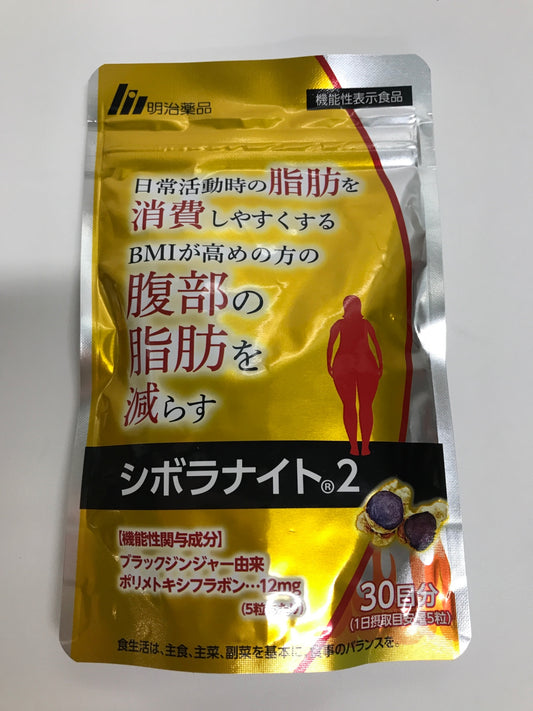 明治薬品
機能性表示食品
日常活動時の脂肪を
消費しやすくする
BMIが高めの方の
腹部の
脂肪を
減らす
シボラナイト®2
【機能性関与成分】
ブラックジンジャー由来
ポリメトキシフラボン…12mg
(5粒
30日分
(1日摂取目安量5粒)
食生活は、主食、主菜、副菜を基本に、食事のバランスを。